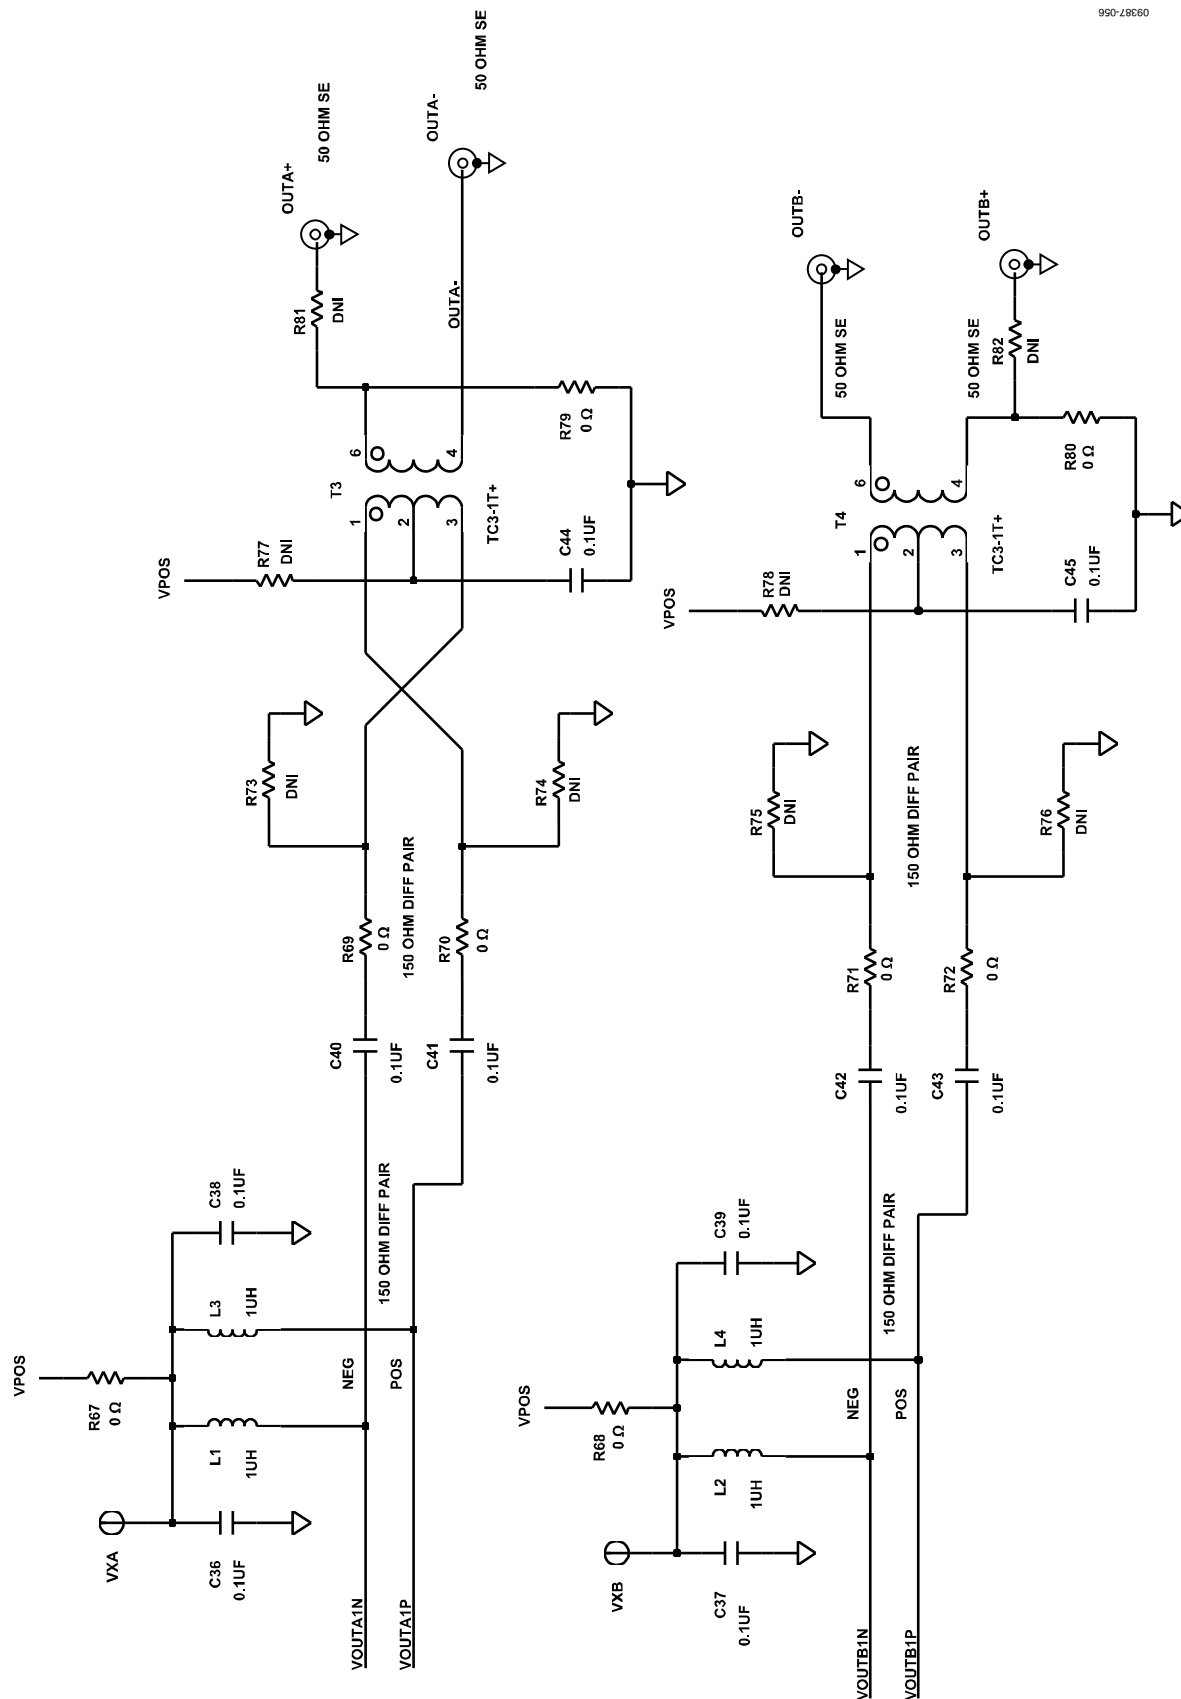 09387-056
50 OHM SE
50 OHM SE
OUTA+
OUTA-
R81
DNI
OUTA-
OUTB-
OUTB+
50 OHM SE
50 OHM SE
R82
DNI
R79
0 Ω
R80
0 Ω
T3
6
4
1
2
3
TC3-1T+
T4
6
4
1
2
3
TC3-1T+
VPOS
R77
DNI
C44
0.1UF
VPOS
R78
DNI
C45
0.1UF
R73
DNI
R74
DNI
150 OHM DIFF PAIR
R75
DNI
R76
DNI
150 OHM DIFF PAIR
R69
0 Ω
R70
0 Ω
R71
0 Ω
R72
0 Ω
C40
0.1UF
C41
0.1UF
C42
0.1UF
C43
0.1UF
C38
0.1UF
150 OHM DIFF PAIR
C39
0.1UF
150 OHM DIFF PAIR
L3
1UH
L4
1UH
VPOS
R67
0 Ω
NEG
POS
VPOS
R68
0 Ω
NEG
POS
L1
1UH
L2
1UH
VXA
C36
0.1UF
VXB
C37
0.1UF
VOUTA1N
VOUTA1P
VOUTB1N
VOUTB1P